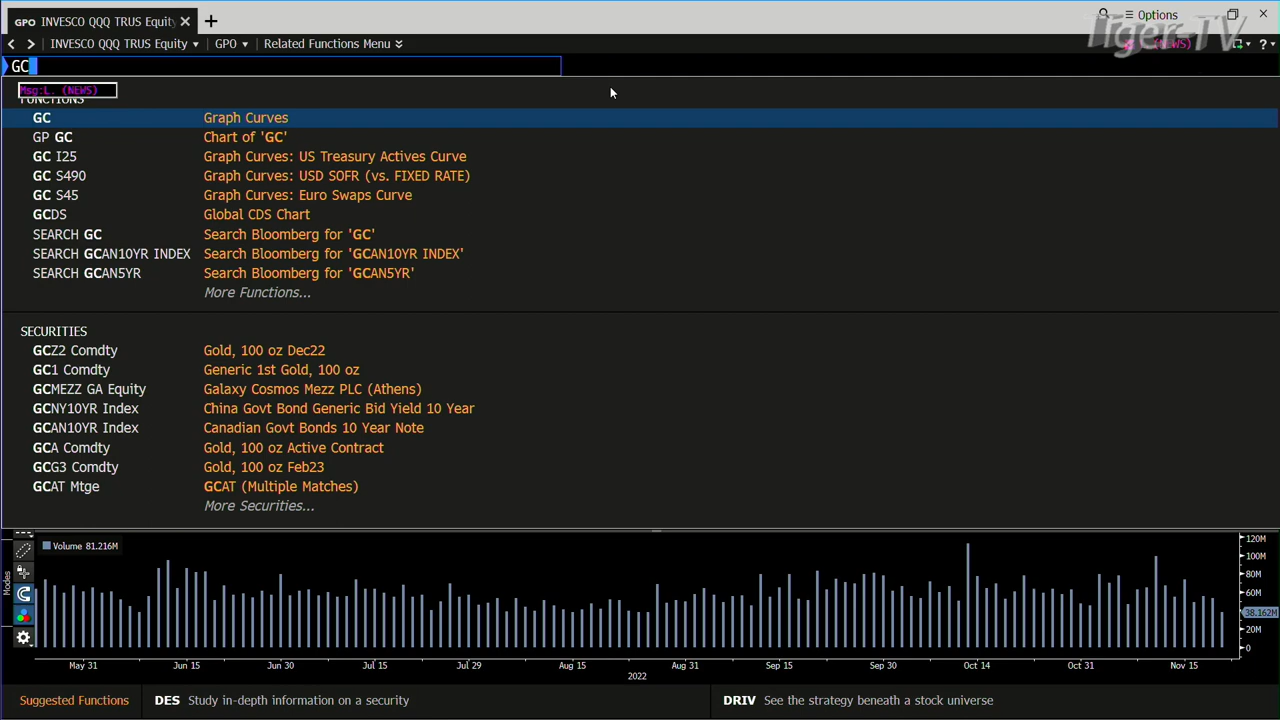 GPO INVESCO QQQ TRUS Equity
Options
Tiger-TV
INVESCO QQQ TRUS Equity GPO Related Functions Menu
(NEWS)
?
GC
Msg:L. (NEWS)
FUNCTIONS
GC Graph Curves
GP GC Chart of 'GC'
GC I25 Graph Curves: US Treasury Actives Curve
GC S490 Graph Curves: USD SOFR (vs. FIXED RATE)
GC S45 Graph Curves: Euro Swaps Curve
GCDS Global CDS Chart
SEARCH GC Search Bloomberg for 'GC'
SEARCH GCAN10YR INDEX Search Bloomberg for 'GCAN10YR INDEX'
SEARCH GCAN5YR Search Bloomberg for 'GCAN5YR'
More Functions...
SECURITIES
GCZ2 Comdty Gold, 100 oz Dec22
GC1 Comdty Generic 1st Gold, 100 oz
GCMEZZ GA Equity Galaxy Cosmos Mezz PLC (Athens)
GCNY10YR Index China Govt Bond Generic Bid Yield 10 Year
GCAN10YR Index Canadian Govt Bonds 10 Year Note
GCA Comdty Gold, 100 oz Active Contract
GCG3 Comdty Gold, 100 oz Feb23
GCAT Mtge GCAT (Multiple Matches)
More Securities...
Volume 81.216M
120M
100M
80M
60M
38.162M
20M
0
Modes
May 31 Jun 15 Jun 30 Jul 15 Jul 29 Aug 15 Aug 31 Sep 15 Sep 30 Oct 14 Oct 31 Nov 15
2022
Suggested Functions DES Study in-depth information on a security DRIV See the strategy beneath a stock universe